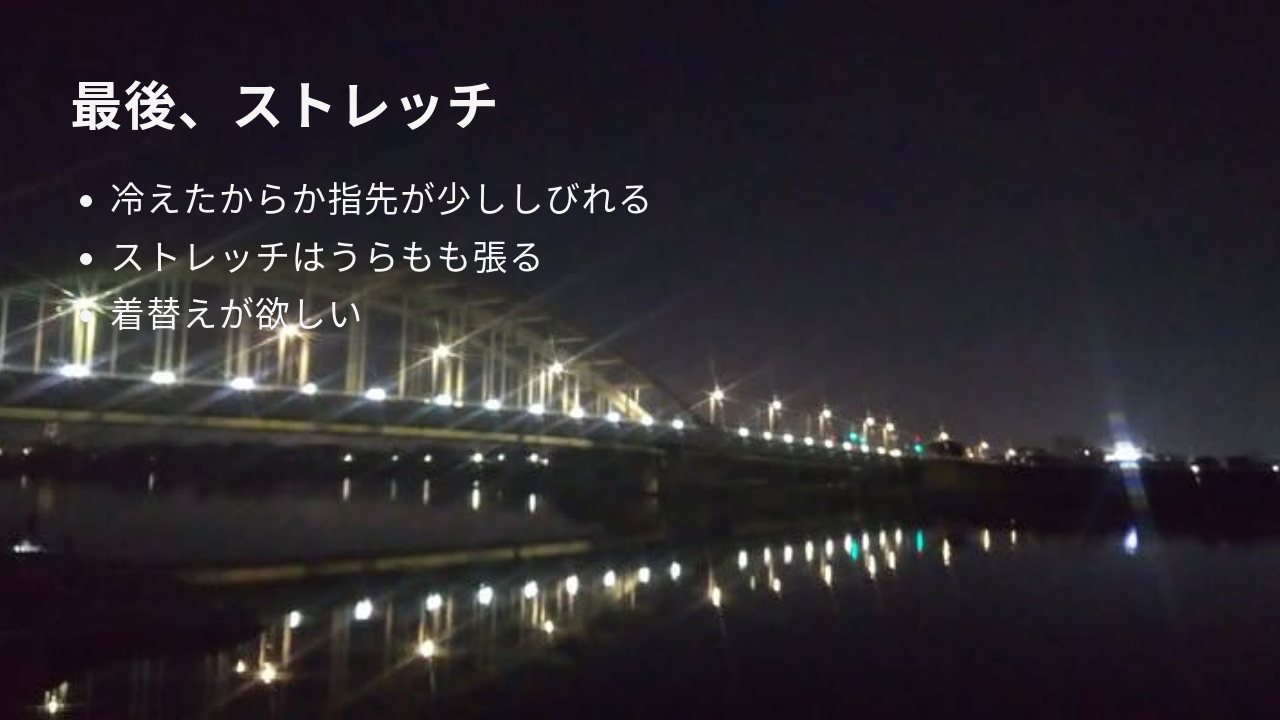 最後、ストレッチ
• 冷えたからか指先が少ししびれる
• ストレッチはうらもも張る
• 着替えが欲しい